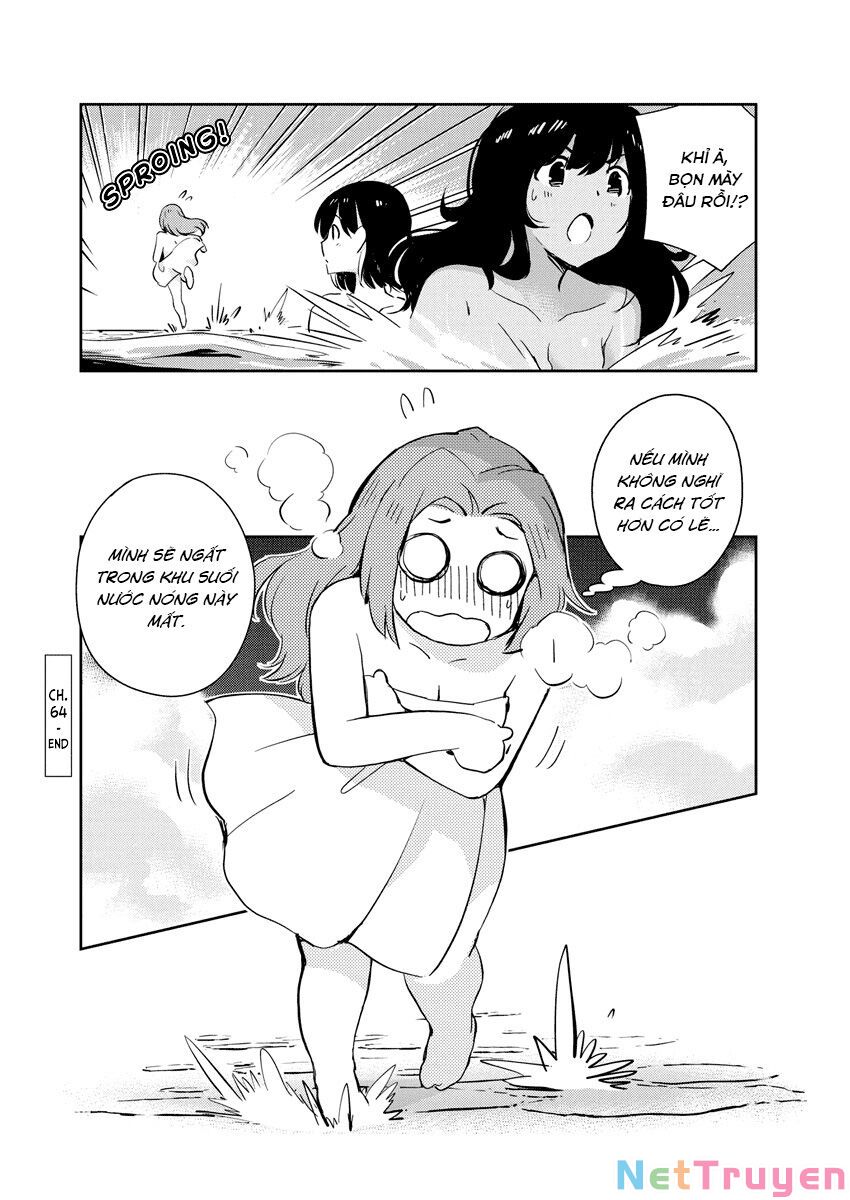 KHỈ À,
BỌN MÀY
ĐÂU RỒI!?
SPROING!
NẾU MÌNH
KHÔNG NGHĨ
RA CÁCH TỐT
HƠN CÓ LẼ...
MÌNH SẼ NGẤT
TRONG KHU SUỐI
NƯỚC NÓNG NÀY
MẤT.
CH.
64
-
END
NetTruyen